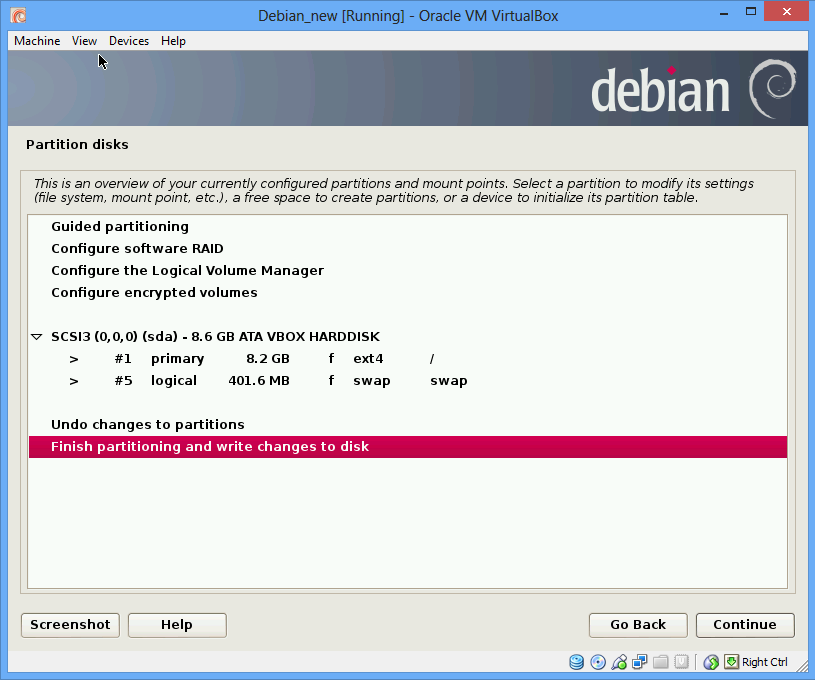 Debian_new [Running] - Oracle VM VirtualBox
Machine View Devices Help
debian
Partition disks
This is an overview of your currently configured partitions and mount points. Select a partition to modify its settings
(file system, mount point, etc.), a free space to create partitions, or a device to initialize its partition table.
Guided partitioning
Configure software RAID
Configure the Logical Volume Manager
Configure encrypted volumes
SCSI3 (0,0,0) (sda) - 8.6 GB ATA VBOX HARDDISK
> #1 primary 8.2 GB f ext4 /
> #5 logical 401.6 MB f swap swap
Undo changes to partitions
Finish partitioning and write changes to disk
Screenshot Help Go Back Continue
Right Ctrl